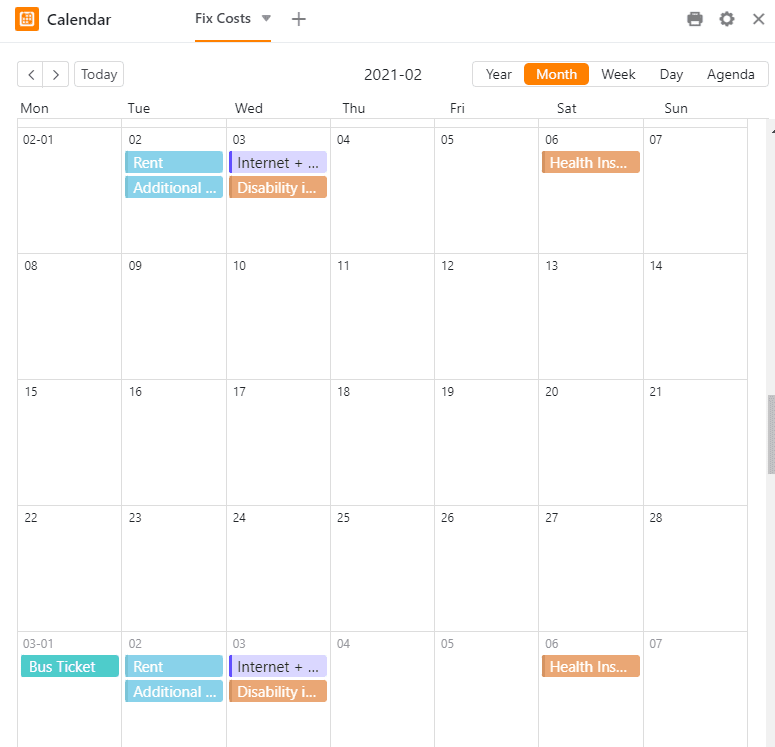 Calendar Fix Costs
Today 2021-02 Year Month Week Day Agenda
Mon Tue Wed Thu Fri Sat Sun
02-01 02 03 04 05 06 07
Rent Internet + ... Health Ins...
Additional ... Disability i...
08 09 10 11 12 13 14
15 16 17 18 19 20 21
22 23 24 25 26 27 28
03-01 02 03 04 05 06 07
Bus Ticket Rent Internet + ... Health Ins...
Additional ... Disability i...